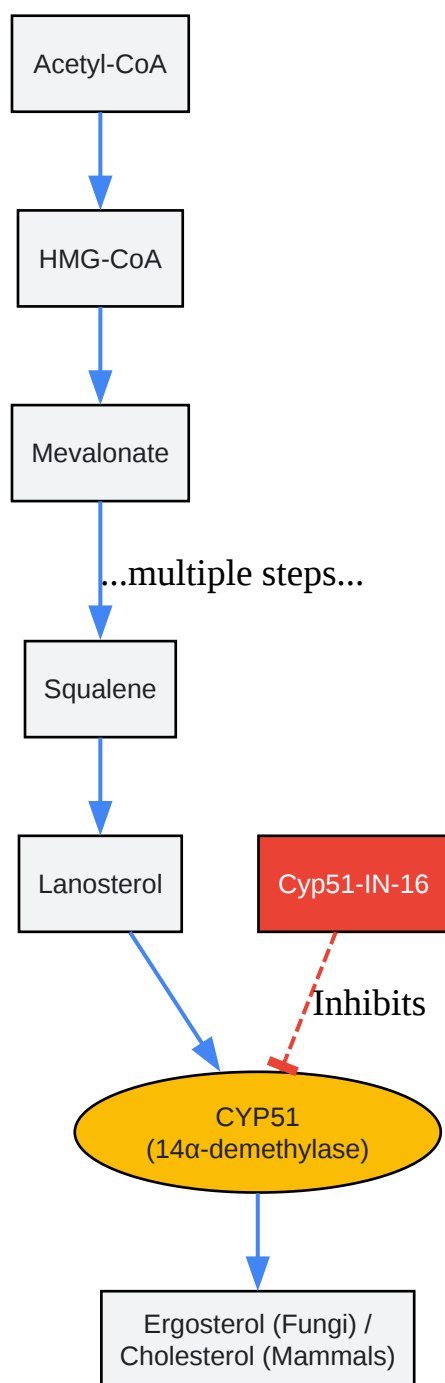 Acetyl-CoA
HMG-CoA
Mevalonate
...multiple steps...
Squalene
Lanosterol
Cyp51-IN-16
Inhibits
CYP51
(14α-demethylase)
Ergosterol (Fungi) /
Cholesterol (Mammals)